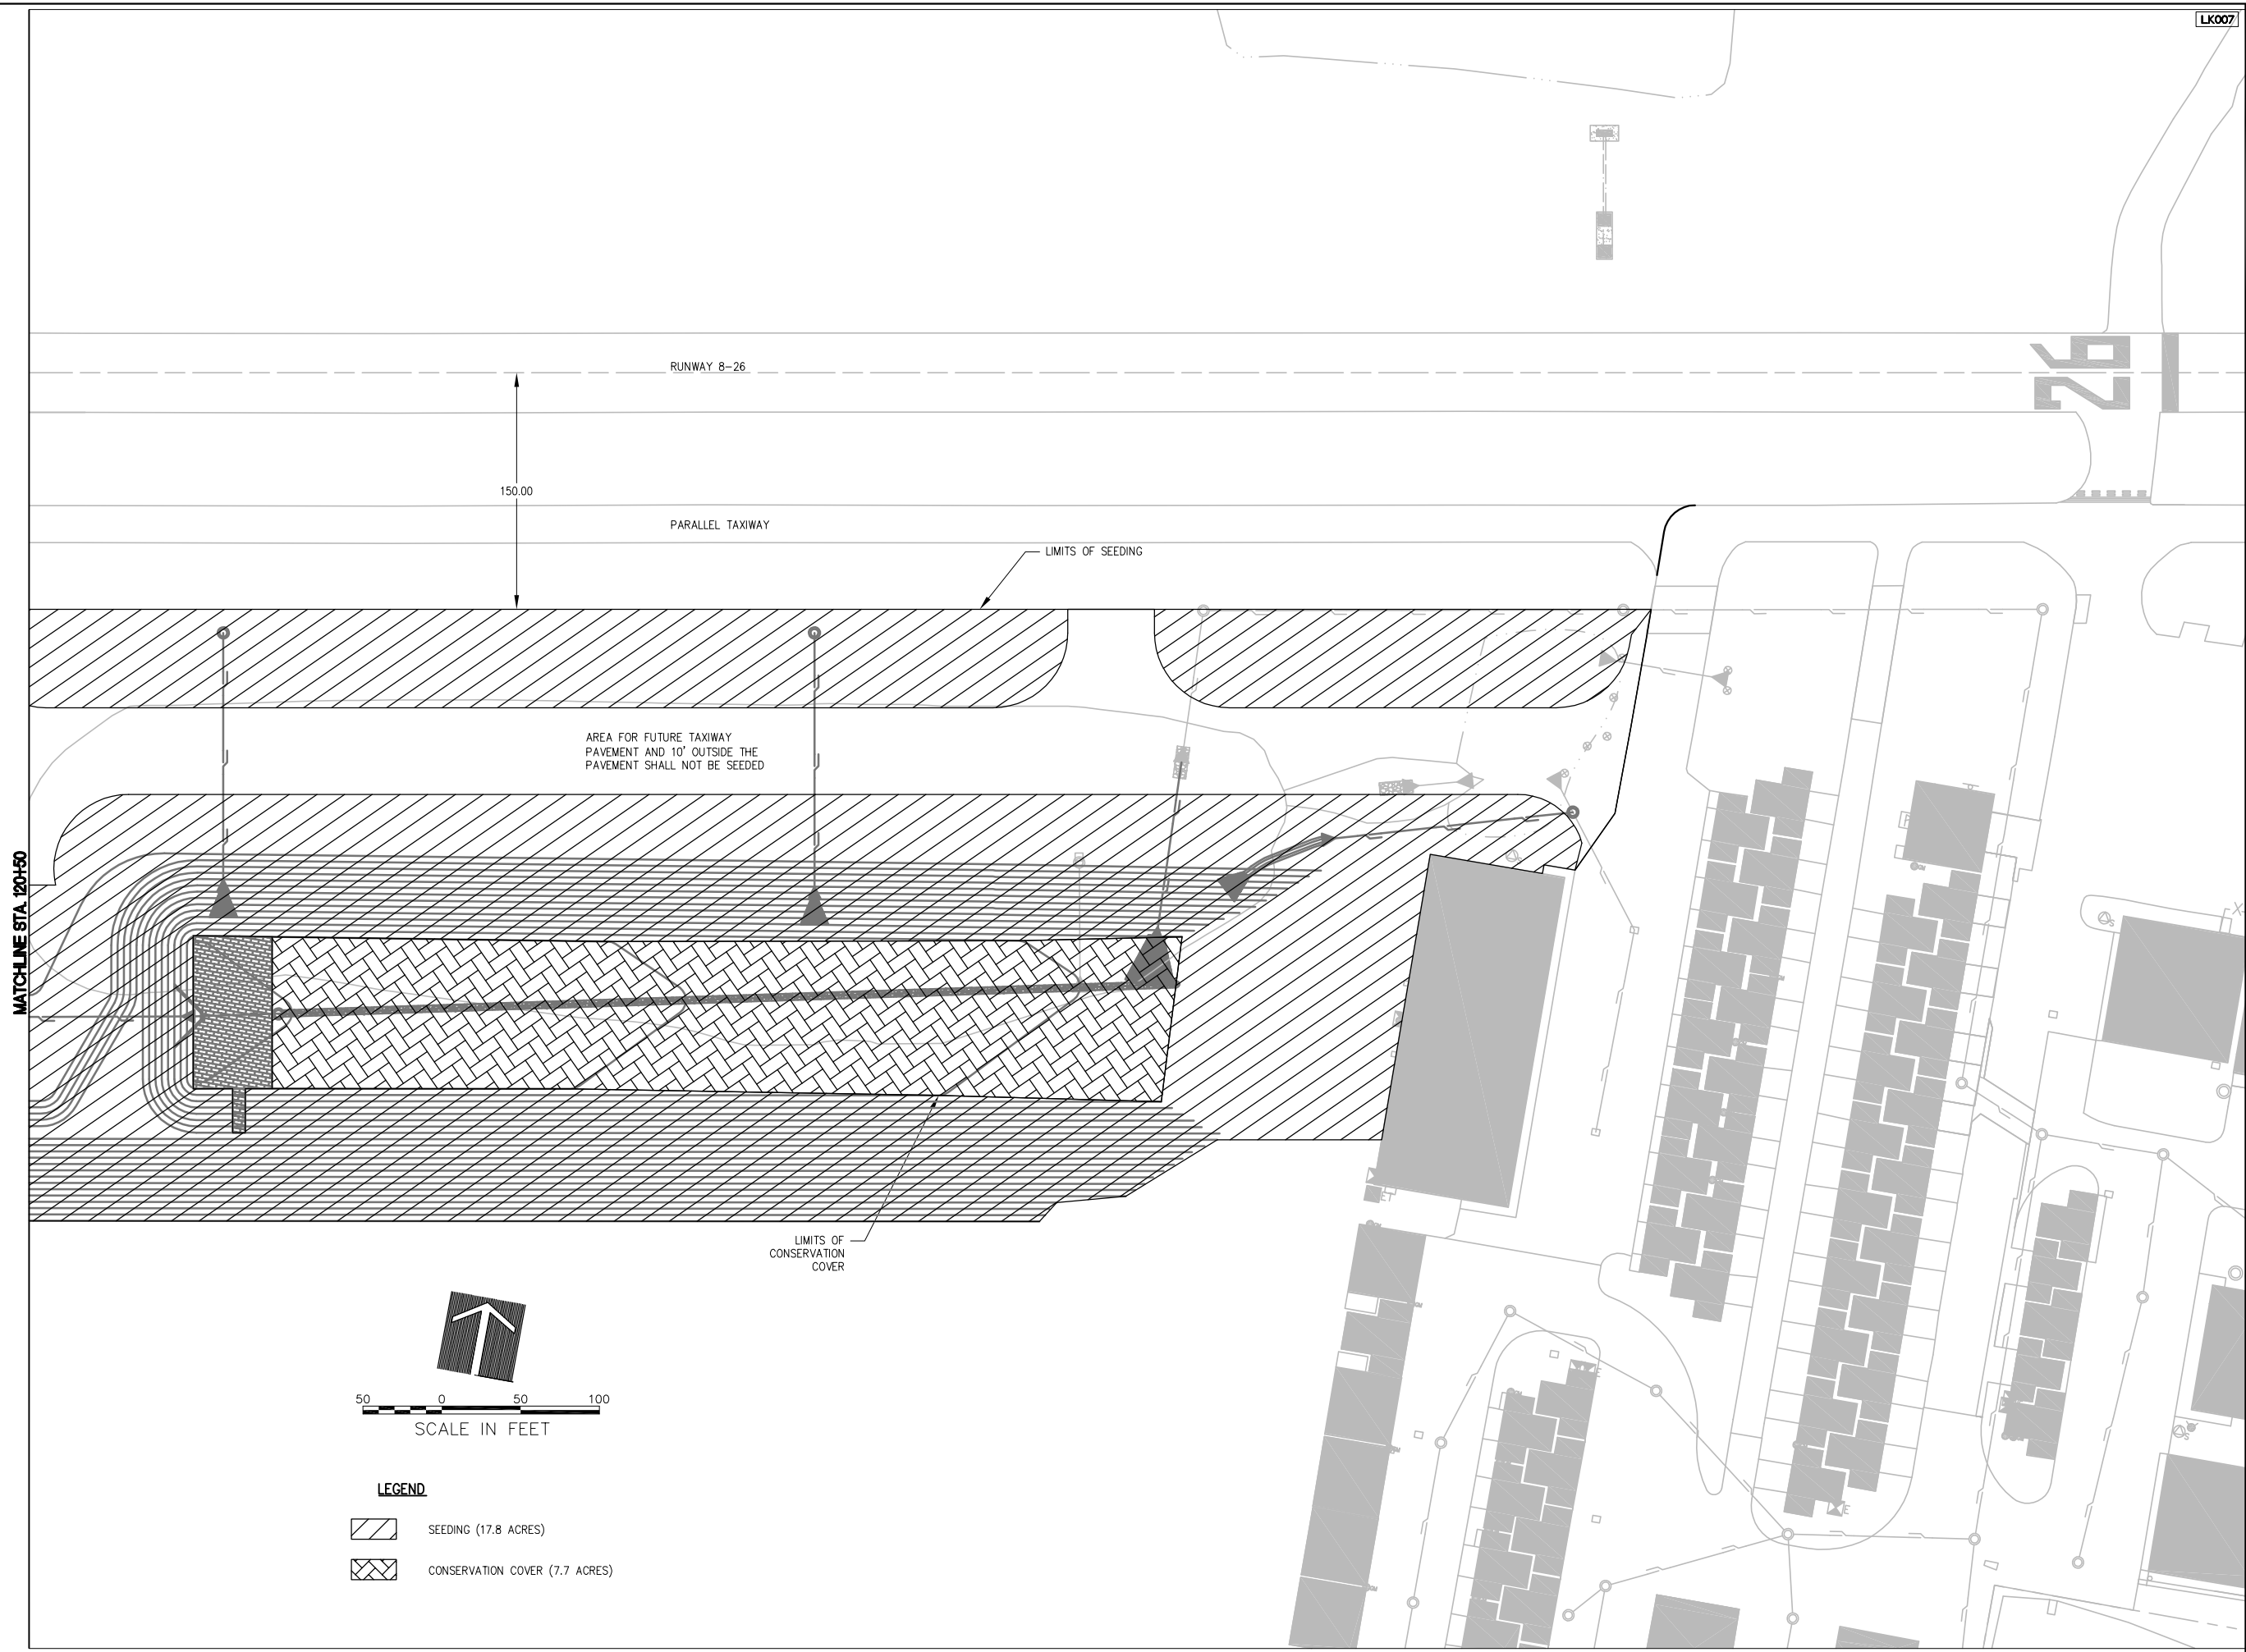 LK007
RUNWAY 8-26
26
150.00
PARALLEL TAXIWAY
LIMITS OF SEEDING
AREA FOR FUTURE TAXIWAY
PAVEMENT AND 10' OUTSIDE THE
PAVEMENT SHALL NOT BE SEEDED
MATCHLINE STA. 120+50
LIMITS OF
CONSERVATION
COVER
50 0 50 100
SCALE IN FEET
LEGEND
SEEDING (17.8 ACRES)
CONSERVATION COVER (7.7 ACRES)